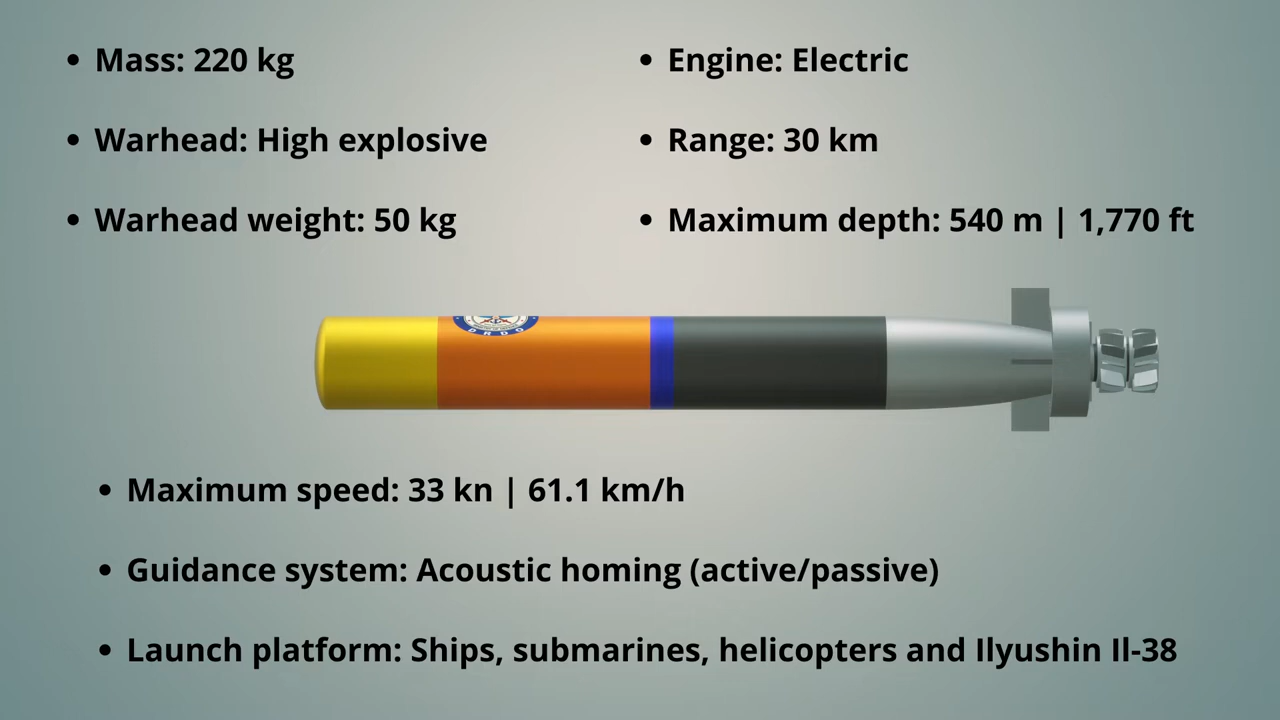 • Mass: 220 kg
• Warhead: High explosive
• Warhead weight: 50 kg
• Engine: Electric
• Range: 30 km
• Maximum depth: 540 m | 1,770 ft
DRDO
• Maximum speed: 33 kn | 61.1 km/h
• Guidance system: Acoustic homing (active/passive)
• Launch platform: Ships, submarines, helicopters and Ilyushin Il-38